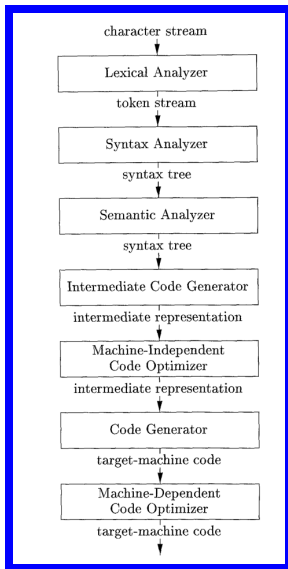 character stream
Lexical Analyzer
token stream
Syntax Analyzer
syntax tree
Semantic Analyzer
syntax tree
Intermediate Code Generator
intermediate representation
Machine-Independent
Code Optimizer
intermediate representation
Code Generator
target-machine code
Machine-Dependent
Code Optimizer
target-machine code